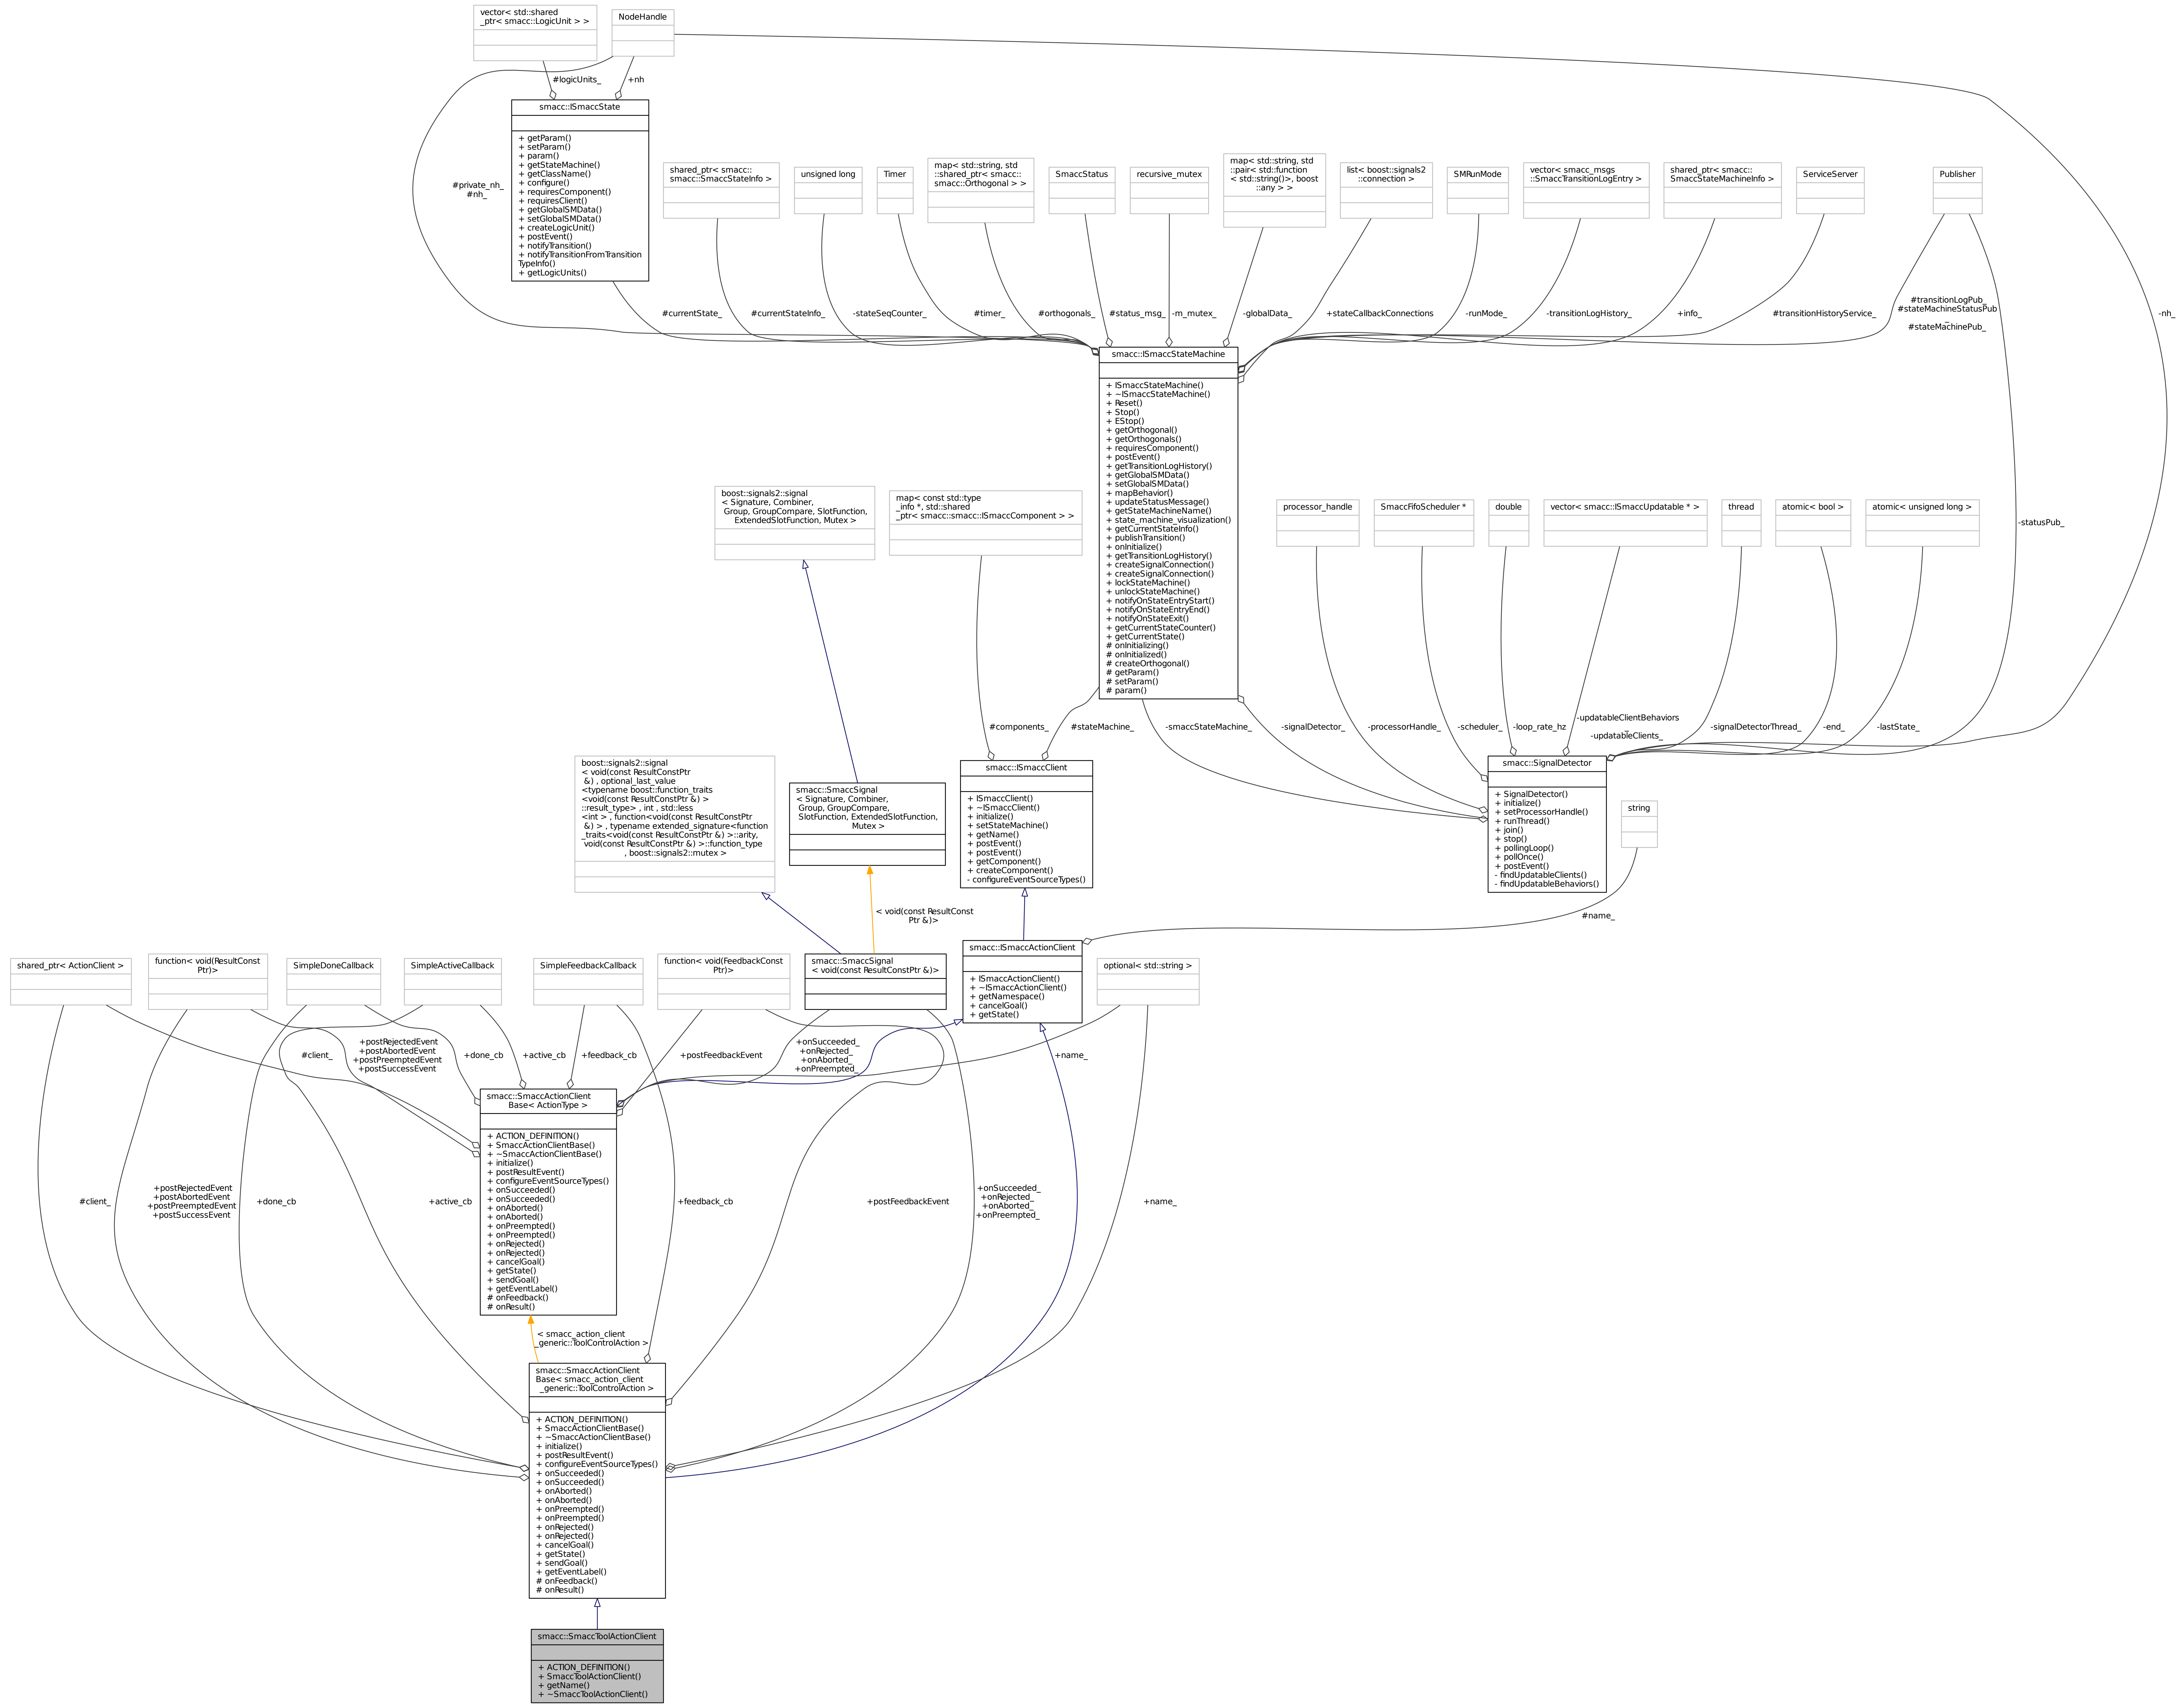 vector< std::shared
_ptr< smacc::LogicUnit > >
NodeHandle
#logicUnits_
+nh
smacc::ISmaccState
+ getParam()
+ setParam()
+ param()
+ getStateMachine()
+ getClassName()
+ configure()
+ requiresComponent()
+ requiresClient()
+ getGlobalSMData()
+ setGlobalSMData()
+ createLogicUnit()
+ postEvent()
+ notifyTransition()
+ notifyTransitionFromTransition
TypeInfo()
+ getLogicUnits()
#private_nh_
#nh_
shared_ptr< smacc::
smacc::SmaccStateInfo >
unsigned long
Timer
map< std::string, std
::shared_ptr< smacc::
smacc::Orthogonal > >
SmaccStatus
recursive_mutex
map< std::string, std
::pair< std::function
< std::string()>, boost
::any > >
list< boost::signals2
::connection >
SMRunMode
vector< smacc_msgs
::SmaccTransitionLogEntry >
shared_ptr< smacc::
SmaccStateMachineInfo >
ServiceServer
Publisher
#currentState_
#currentStateInfo_
-stateSeqCounter_
#timer_
#orthogonals_
#status_msg_
-m_mutex_
-globalData_
+stateCallbackConnections
-runMode_
-transitionLogHistory_
+info_
#transitionHistoryService_
#transitionLogPub_
#stateMachineStatusPub
_
#stateMachinePub_
-nh_
smacc::ISmaccStateMachine
+ ISmaccStateMachine()
+ ~ISmaccStateMachine()
+ Reset()
+ Stop()
+ EStop()
+ getOrthogonal()
+ getOrthogonals()
+ requiresComponent()
+ postEvent()
+ getTransitionLogHistory()
+ getGlobalSMData()
+ setGlobalSMData()
+ mapBehavior()
+ updateStatusMessage()
+ getStateMachineName()
+ state_machine_visualization()
+ getCurrentStateInfo()
+ publishTransition()
+ onInitialize()
+ getTransitionLogHistory()
+ createSignalConnection()
+ createSignalConnection()
+ lockStateMachine()
+ unlockStateMachine()
+ notifyOnStateEntryStart()
+ notifyOnStateEntryEnd()
+ notifyOnStateExit()
+ getCurrentStateCounter()
+ getCurrentState()
# onInitializing()
# onInitialized()
# createOrthogonal()
# getParam()
# setParam()
# param()
boost::signals2::signal
< Signature, Combiner,
Group, GroupCompare, SlotFunction,
ExtendedSlotFunction, Mutex >
map< const std::type
_info *, std::shared
_ptr< smacc::smacc::ISmaccComponent > >
processor_handle
SmaccFifoScheduler *
double
vector< smacc::ISmaccUpdatable * >
thread
atomic< bool >
atomic< unsigned long >
-statusPub_
#components_
#stateMachine_
-smaccStateMachine_
-signalDetector_
-processorHandle_
-scheduler_
-loop_rate_hz
-updatableClientBehaviors
_
-updatableClients_
-signalDetectorThread_
-end_
-lastState_
boost::signals2::signal
< void(const ResultConstPtr
&) , optional_last_value
<typename boost::function_traits
<void(const ResultConstPtr &) >
::result_type> , int , std::less
<int > , function<void(const ResultConstPtr
&) > , typename extended_signature<function
_traits<void(const ResultConstPtr &) >::arity,
void(const ResultConstPtr &) >::function_type
, boost::signals2::mutex >
smacc::SmaccSignal
< Signature, Combiner,
Group, GroupCompare,
SlotFunction, ExtendedSlotFunction,
Mutex >
smacc::ISmaccClient
+ ISmaccClient()
+ ~ISmaccClient()
+ initialize()
+ setStateMachine()
+ getName()
+ postEvent()
+ postEvent()
+ getComponent()
+ createComponent()
- configureEventSourceTypes()
smacc::SignalDetector
+ SignalDetector()
+ initialize()
+ setProcessorHandle()
+ runThread()
+ join()
+ stop()
+ pollingLoop()
+ pollOnce()
+ postEvent()
- findUpdatableClients()
- findUpdatableBehaviors()
string
< void(const ResultConst
Ptr &)>
#name_
shared_ptr< ActionClient >
function< void(ResultConst
Ptr)>
SimpleDoneCallback
SimpleActiveCallback
SimpleFeedbackCallback
function< void(FeedbackConst
Ptr)>
smacc::SmaccSignal
< void(const ResultConstPtr &)>
smacc::ISmaccActionClient
+ ISmaccActionClient()
+ ~ISmaccActionClient()
+ getNamespace()
+ cancelGoal()
+ getState()
optional< std::string >
#client_
+postRejectedEvent
+postAbortedEvent
+postPreemptedEvent
+postSuccessEvent
+done_cb
+active_cb
+feedback_cb
+postFeedbackEvent
+onSucceeded_
+onRejected_
+onAborted_
+onPreempted_
+name_
smacc::SmaccActionClient
Base< ActionType >
+ ACTION_DEFINITION()
+ SmaccActionClientBase()
+ ~SmaccActionClientBase()
+ initialize()
+ postResultEvent()
+ configureEventSourceTypes()
+ onSucceeded()
+ onSucceeded()
+ onAborted()
+ onAborted()
+ onPreempted()
+ onPreempted()
+ onRejected()
+ onRejected()
+ cancelGoal()
+ getState()
+ sendGoal()
+ getEventLabel()
# onFeedback()
# onResult()
#client_
+postRejectedEvent
+postAbortedEvent
+postPreemptedEvent
+postSuccessEvent
+done_cb
+active_cb
+feedback_cb
+postFeedbackEvent
+onSucceeded_
+onRejected_
+onAborted_
+onPreempted_
+name_
< smacc_action_client
_generic::ToolControlAction >
smacc::SmaccActionClient
Base< smacc_action_client
_generic::ToolControlAction >
+ ACTION_DEFINITION()
+ SmaccActionClientBase()
+ ~SmaccActionClientBase()
+ initialize()
+ postResultEvent()
+ configureEventSourceTypes()
+ onSucceeded()
+ onSucceeded()
+ onAborted()
+ onAborted()
+ onPreempted()
+ onPreempted()
+ onRejected()
+ onRejected()
+ cancelGoal()
+ getState()
+ sendGoal()
+ getEventLabel()
# onFeedback()
# onResult()
smacc::SmaccToolActionClient
+ ACTION_DEFINITION()
+ SmaccToolActionClient()
+ getName()
+ ~SmaccToolActionClient()